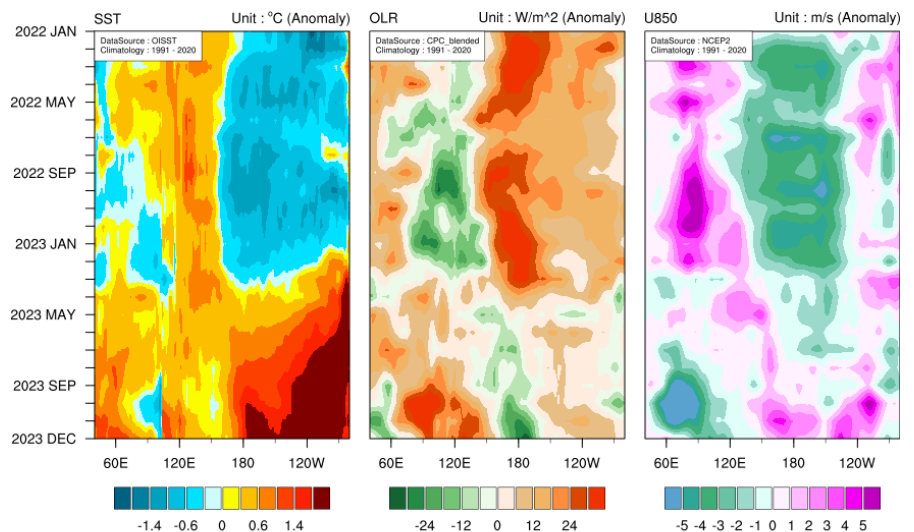 SST Unit : °C (Anomaly)
OLR Unit : W/m^2 (Anomaly)
U850 Unit : m/s (Anomaly)
DataSource : OISST
Climatology : 1991 - 2020
DataSource : CPC_blended
Climatology : 1991 - 2020
DataSource : NCEP2
Climatology : 1991 - 2020
2022 JAN
2022 MAY
2022 SEP
2023 JAN
2023 MAY
2023 SEP
2023 DEC
60E 120E 180 120W
60E 120E 180 120W
60E 120E 180 120W
-1.4 -0.6 0 0.6 1.4
-24 -12 0 12 24
-5 -4 -3 -2 -1 0 1 2 3 4 5